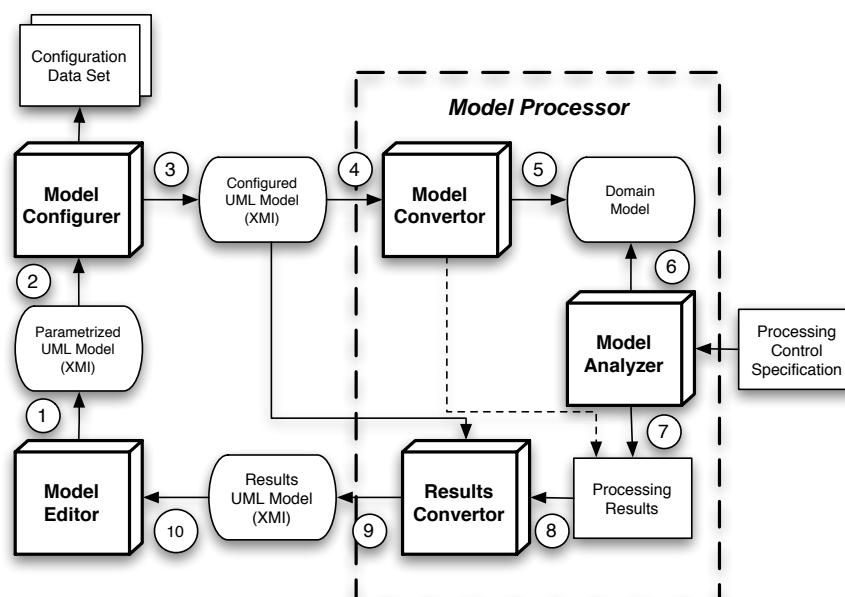 Configuration
Data Set
Model Processor
3
4
5
Model
Configurer
Configured
UML Model
(XMI)
Model
Convertor
Domain
Model
2
6
Parametrized
UML Model
(XMI)
Model
Analyzer
Processing
Control
Specification
1
7
Model
Editor
Results
UML Model
(XMI)
Results
Convertor
Processing
Results
10
9
8